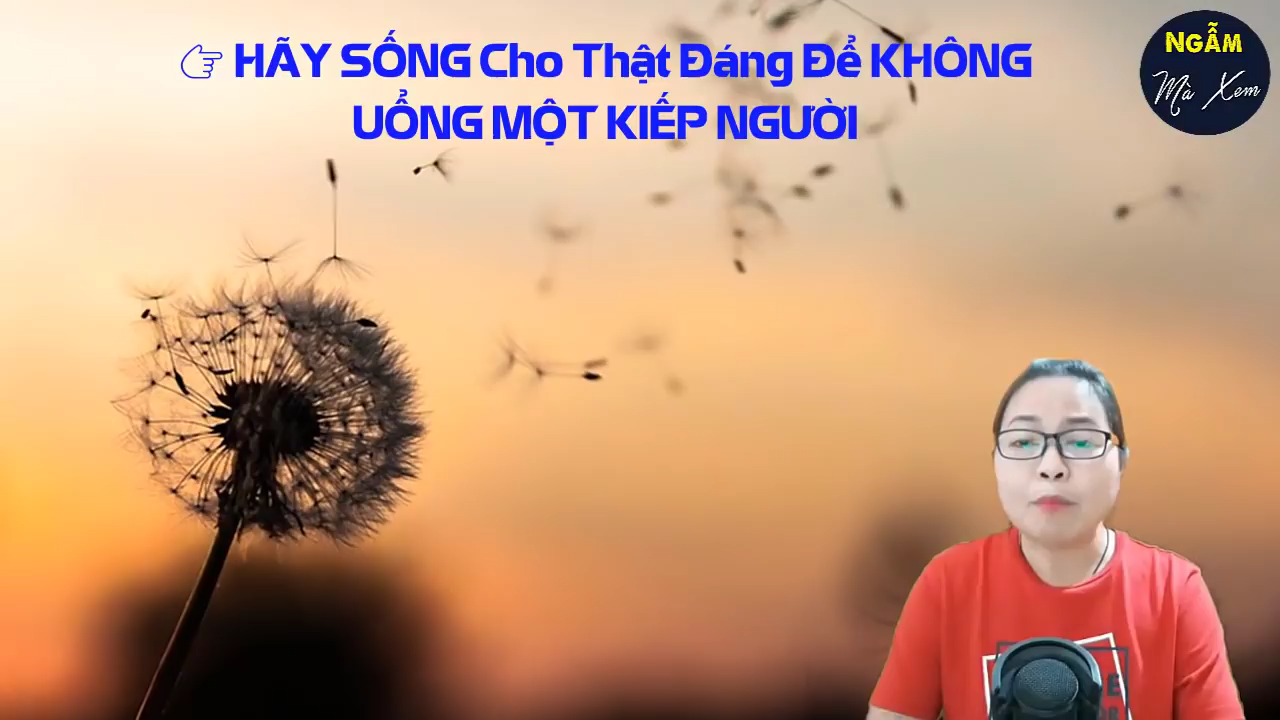 👉 HÃY SỐNG Cho Thật Đáng Để KHÔNG
UỔNG MỘT KIẾP NGƯỜI
NGẪM
Mà Xem